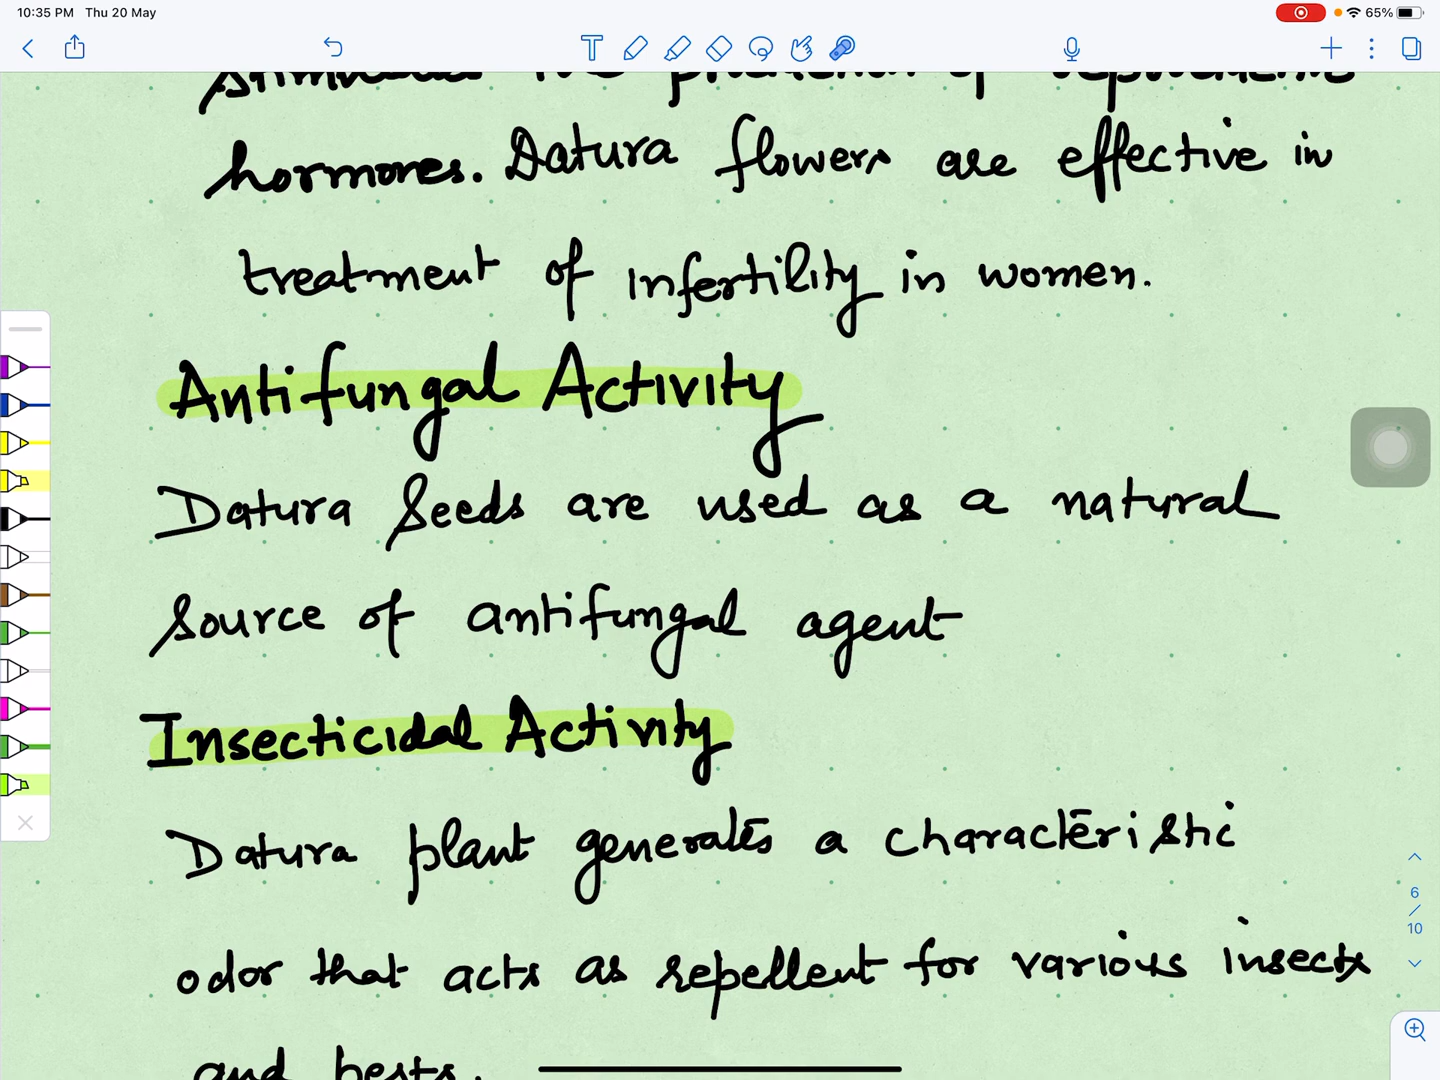 10:35 PM Thu 20 May
65%
hormones. Datura flowers are effective in
treatment of infertility in women.
Antifungal Activity
Datura seeds are used as a natural
source of antifungal agent
Insecticidal Activity
Datura plant generates a characteristic
odor that acts as repellent for various insects
and pests.
6
/
10